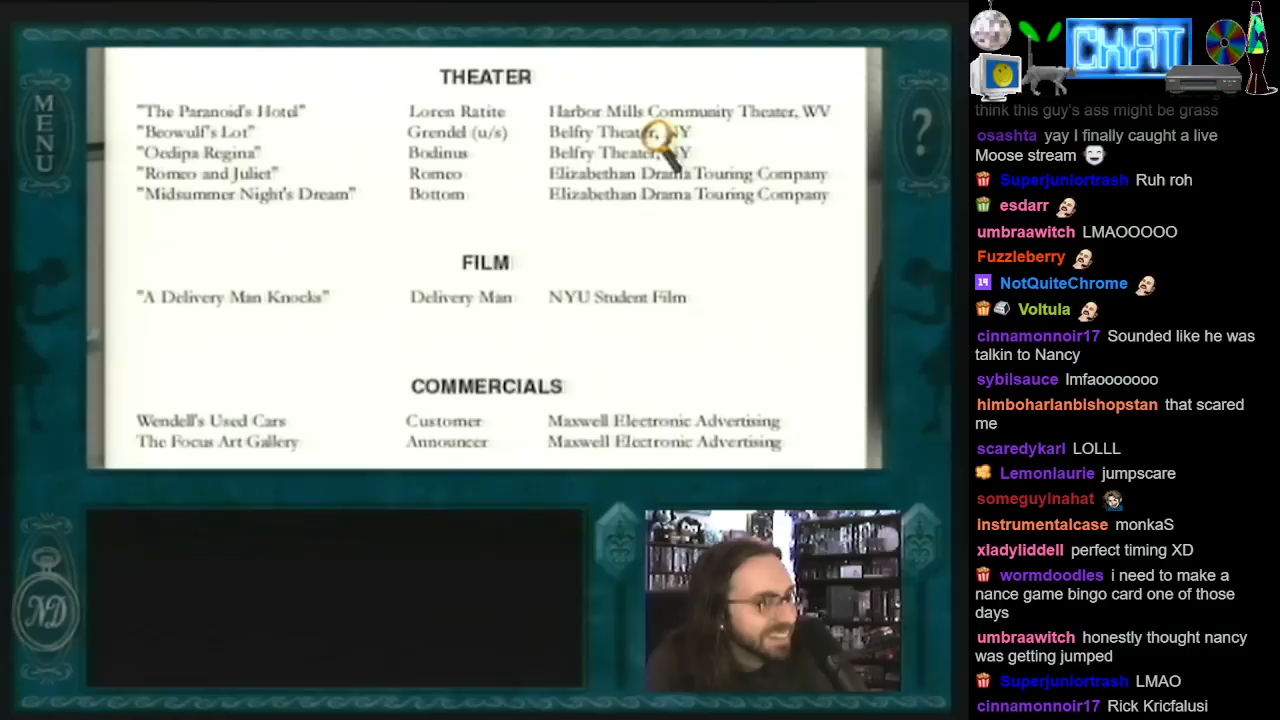 THEATER
"The Paranoid's Hotel" Loren Ratite Harbor Mills Community Theater, WV
"Beowulf's Lot" Grendel (u/s) Belfry Theater, NY
"Oedipa Regina" Bodinus Belfry Theater, NY
"Romeo and Juliet" Romeo Elizabethan Drama Touring Company
"Midsummer Night's Dream" Bottom Elizabethan Drama Touring Company
FILM
"A Delivery Man Knocks" Delivery Man NYU Student Film
COMMERCIALS
Wendell's Used Cars Customer Maxwell Electronic Advertising
The Focus Art Gallery Announcer Maxwell Electronic Advertising
MENU
?
ND
CHAT
think this guy's ass might be grass
osashta yay I finally caught a live
Moose stream
Superjuniortrash Ruh roh
esdarr
umbraawitch LMAOOOOO
Fuzzleberry
19 NotQuiteChrome
Voltula
cinnamonnoir17 Sounded like he was
talkin to Nancy
sybilsauce lmfaooooooo
himboharlanbishopstan that scared
me
scaredykarl LOLLL
Lemonlaurie jumpscare
someguyinahat
instrumentalcase monkaS
xladyliddell perfect timing XD
wormdoodles i need to make a
nance game bingo card one of those
days
umbraawitch honestly thought nancy
was getting jumped
Superjuniortrash LMAO
cinnamonnoir17 Rick Kricfalusi